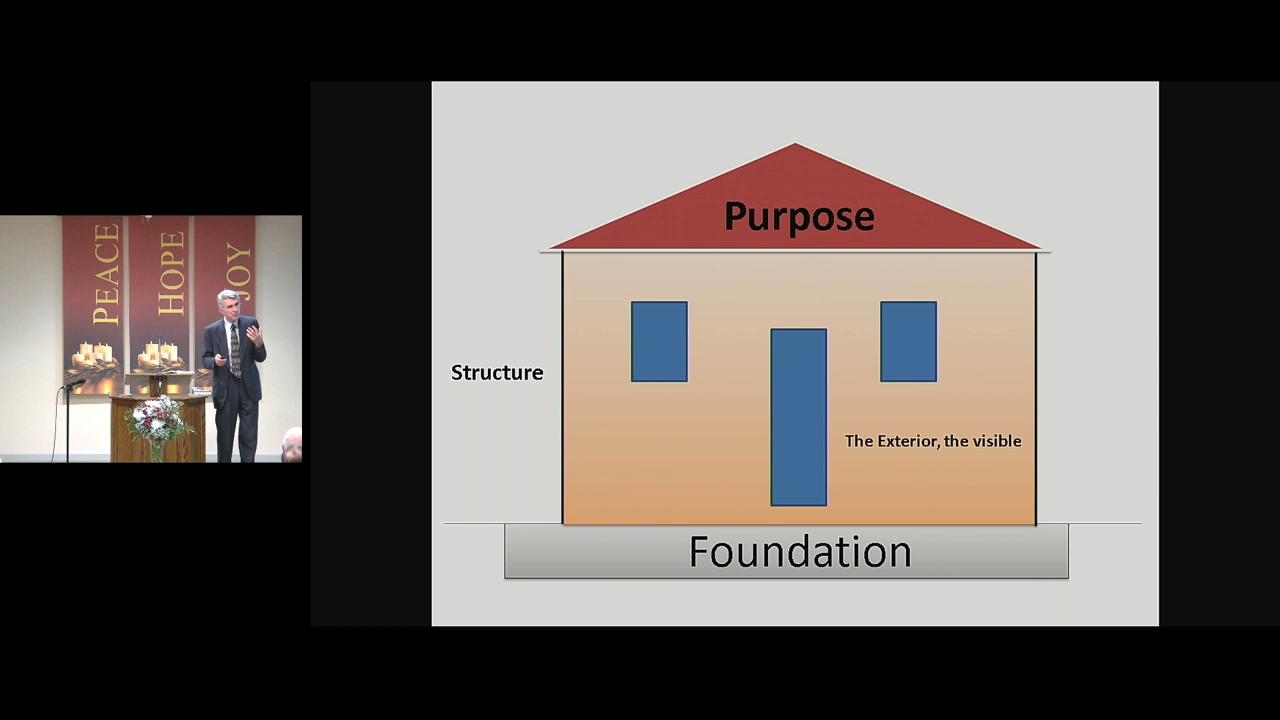 PEACE
HOPE
JOY
Purpose
Structure
The Exterior, the visible
Foundation